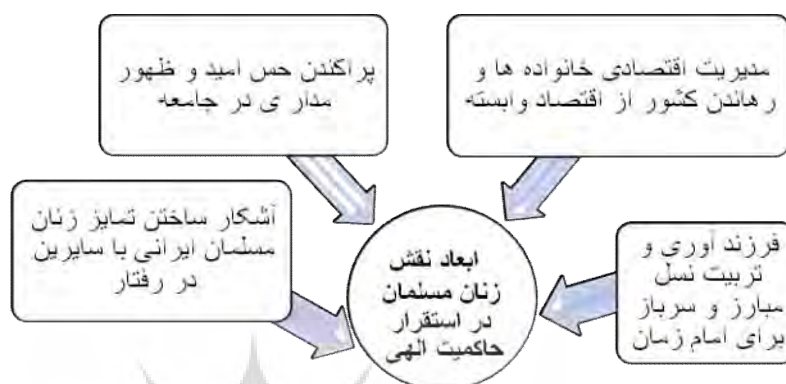 مدیریت اقتصادی خانواده ها و
رهاندن کشور از اقتصاد وابسته
پراکندن حس امید و ظهور
مدار ی در جامعه
آشکار ساختن تمایز زنان
مسلمان ایرانی با سایرین
در رفتار
فرزند آوری و
تربیت نسل
مبارز و سرباز
برای امام زمان
ابعاد نقش
زنان مسلمان
در استقرار
حاکمیت الهی